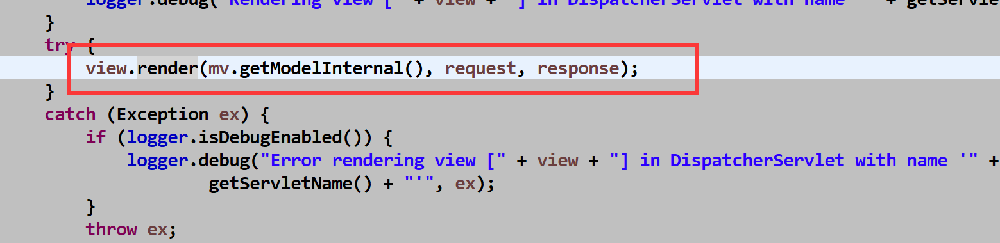 logger.debug("Rendering view [" + view + "] in DispatcherServlet with name '" + getServle
}
try {
view.render(mv.getModelInternal(), request, response);
}
catch (Exception ex) {
if (logger.isDebugEnabled()) {
logger.debug("Error rendering view [" + view + "] in DispatcherServlet with name '" +
getServletName() + "'", ex);
}
throw ex;